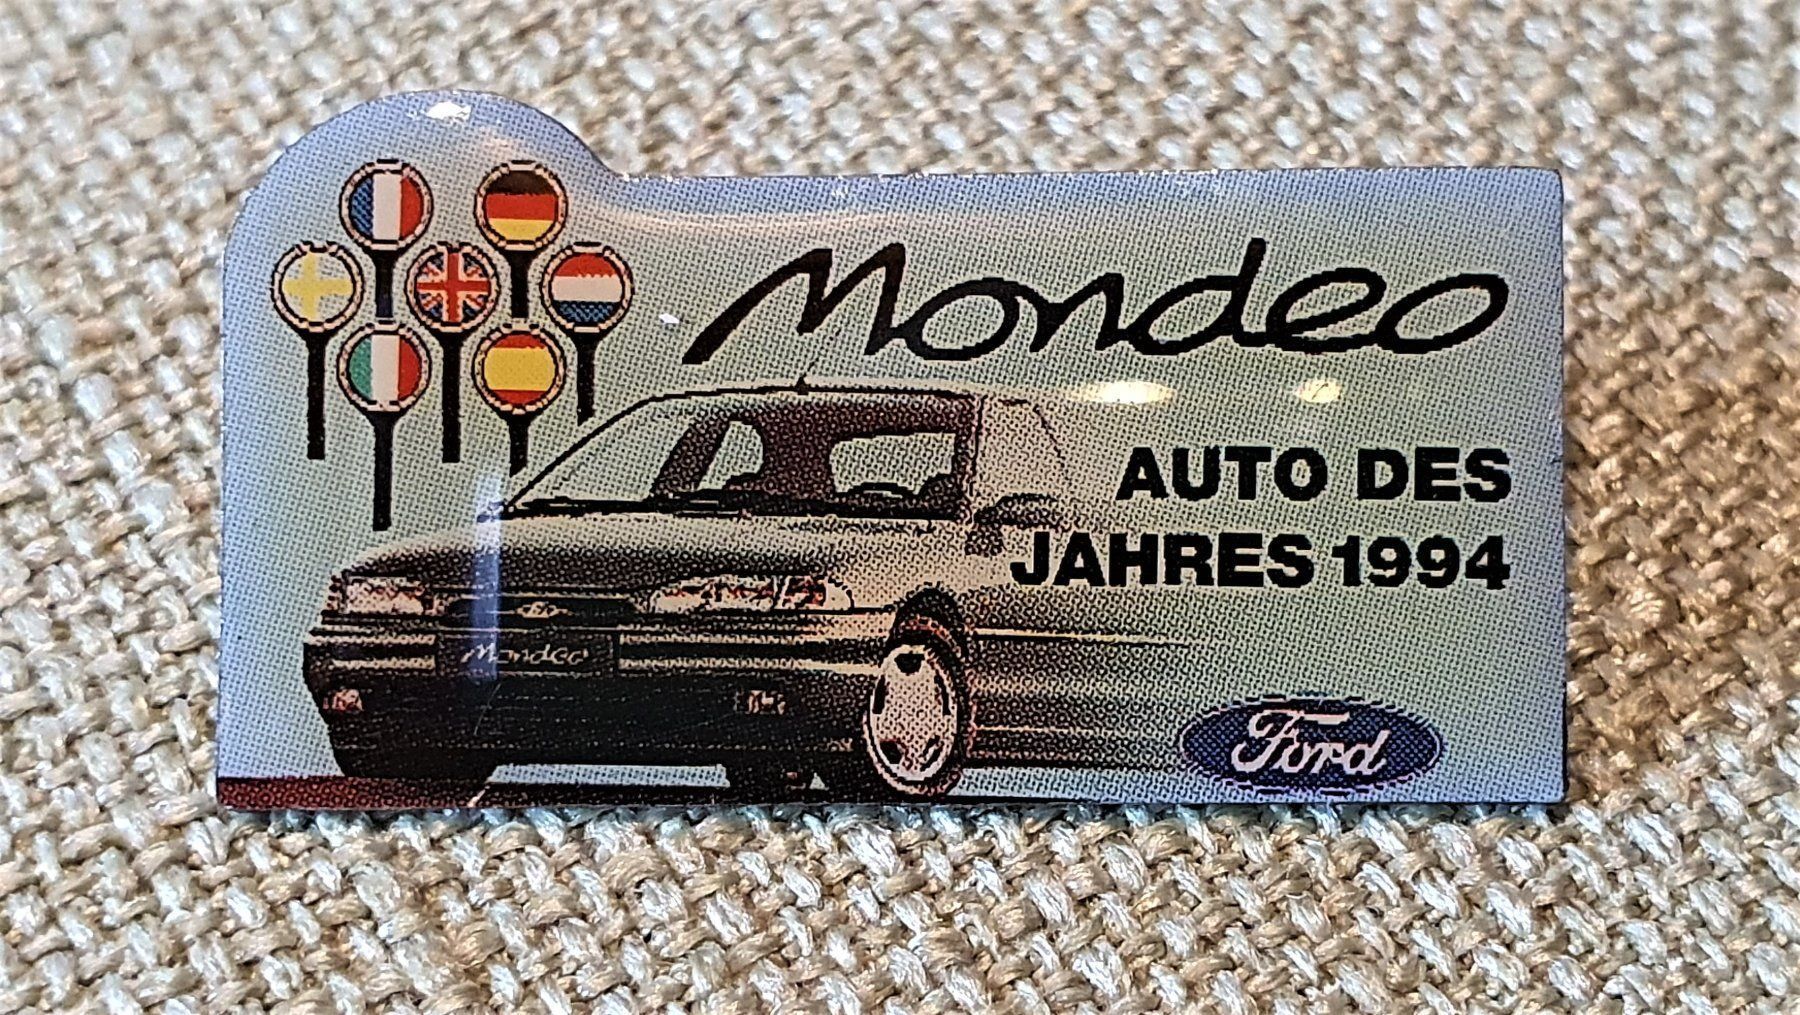 Mondeo
AUTO DES
JAHRES 1994
Mondeo
Ford